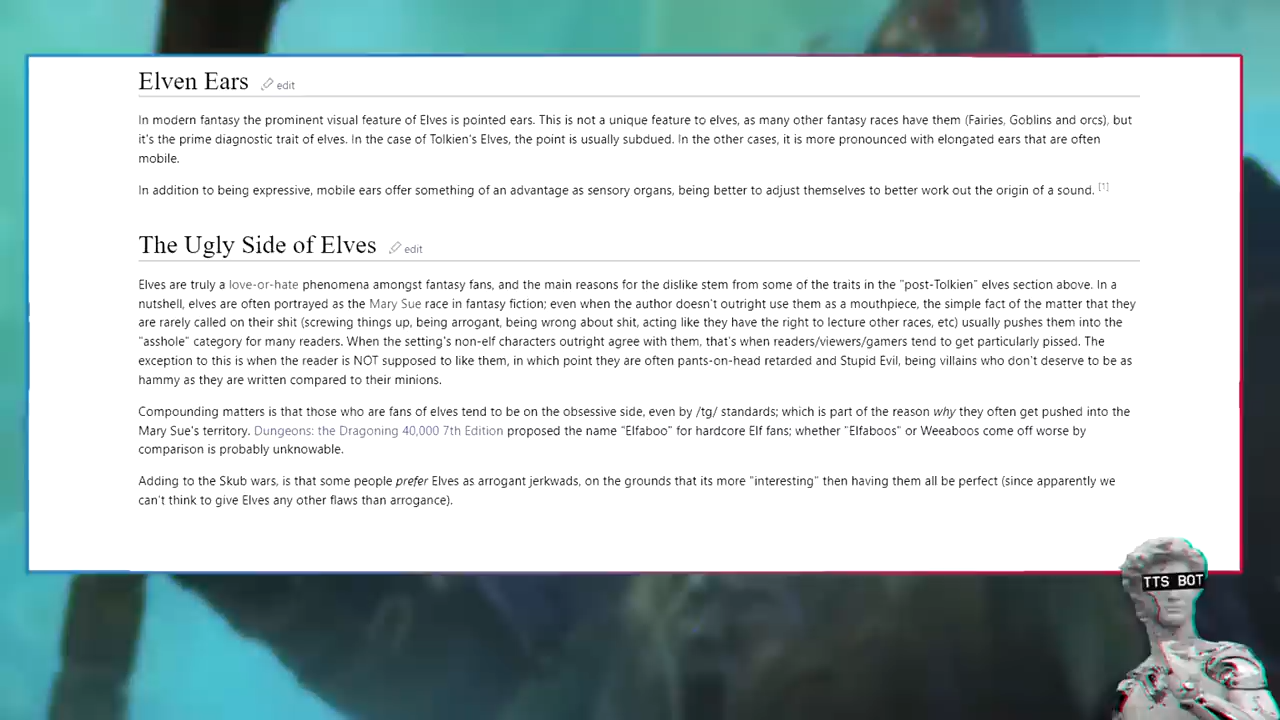 Elven Ears edit
In modern fantasy the prominent visual feature of Elves is pointed ears. This is not a unique feature to elves, as many other fantasy races have them (Fairies, Goblins and orcs), but
it's the prime diagnostic trait of elves. In the case of Tolkien's Elves, the point is usually subdued. In the other cases, it is more pronounced with elongated ears that are often
mobile.
In addition to being expressive, mobile ears offer something of an advantage as sensory organs, being better to adjust themselves to better work out the origin of a sound. [1]
The Ugly Side of Elves edit
Elves are truly a love-or-hate phenomena amongst fantasy fans, and the main reasons for the dislike stem from some of the traits in the "post-Tolkien" elves section above. In a
nutshell, elves are often portrayed as the Mary Sue race in fantasy fiction; even when the author doesn't outright use them as a mouthpiece, the simple fact of the matter that they
are rarely called on their shit (screwing things up, being arrogant, being wrong about shit, acting like they have the right to lecture other races, etc) usually pushes them into the
"asshole" category for many readers. When the setting's non-elf characters outright agree with them, that's when readers/viewers/gamers tend to get particularly pissed. The
exception to this is when the reader is NOT supposed to like them, in which point they are often pants-on-head retarded and Stupid Evil, being villains who don't deserve to be as
hammy as they are written compared to their minions.
Compounding matters is that those who are fans of elves tend to be on the obsessive side, even by /tg/ standards; which is part of the reason why they often get pushed into the
Mary Sue's territory. Dungeons: the Dragoning 40,000 7th Edition proposed the name "Elfaboo" for hardcore Elf fans; whether "Elfaboos" or Weeaboos come off worse by
comparison is probably unknowable.
Adding to the Skub wars, is that some people prefer Elves as arrogant jerkwads, on the grounds that its more "interesting" then having them all be perfect (since apparently we
can't think to give Elves any other flaws than arrogance).
TTS BOT